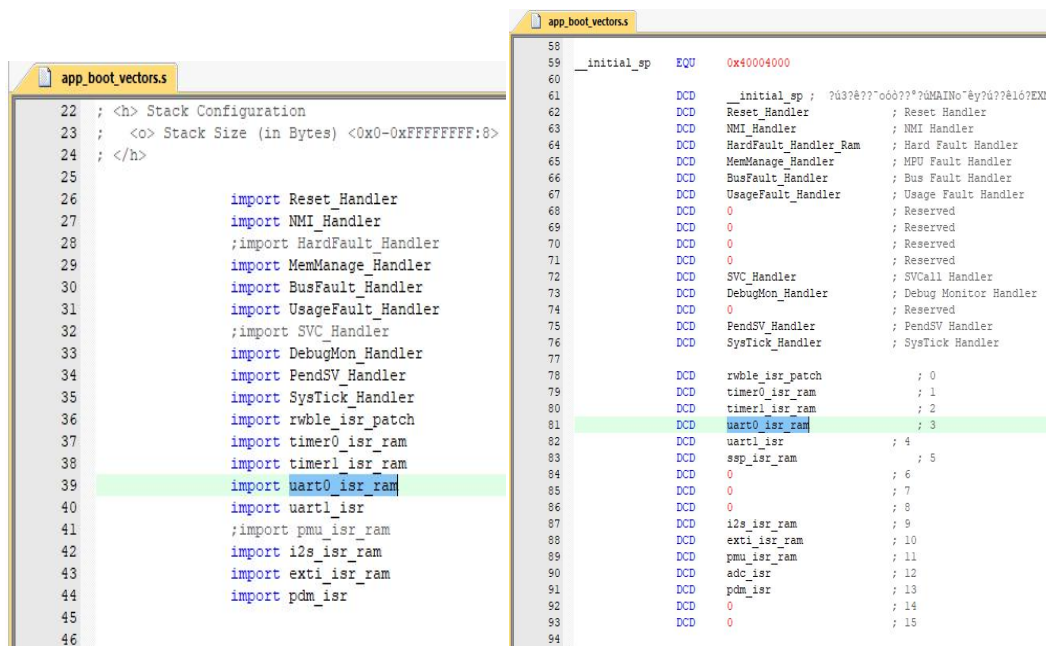 app_boot_vectors.s
22 ; <h> Stack Configuration
23 ;   <o> Stack Size (in Bytes) <0x0-0xFFFFFFFF:8>
24 ; </h>
25
26 import Reset_Handler
27 import NMI_Handler
28 ;import HardFault_Handler
29 import MemManage_Handler
30 import BusFault_Handler
31 import UsageFault_Handler
32 ;import SVC_Handler
33 import DebugMon_Handler
34 import PendSV_Handler
35 import SysTick_Handler
36 import rwble_isr_patch
37 import timer0_isr_ram
38 import timer1_isr_ram
39 import uart0_isr_ram
40 import uart1_isr
41 ;import pmu_isr_ram
42 import i2s_isr_ram
43 import exti_isr_ram
44 import pdm_isr
45
46
app_boot_vectors.s
58
59 __initial_sp EQU 0x40004000
60
61 DCD __initial_sp ;
62 DCD Reset_Handler ; Reset Handler
63 DCD NMI_Handler ; NMI Handler
64 DCD HardFault_Handler_Ram ; Hard Fault Handler
65 DCD MemManage_Handler ; MPU Fault Handler
66 DCD BusFault_Handler ; Bus Fault Handler
67 DCD UsageFault_Handler ; Usage Fault Handler
68 DCD 0 ; Reserved
69 DCD 0 ; Reserved
70 DCD 0 ; Reserved
71 DCD 0 ; Reserved
72 DCD SVC_Handler ; SVCall Handler
73 DCD DebugMon_Handler ; Debug Monitor Handler
74 DCD 0 ; Reserved
75 DCD PendSV_Handler ; PendSV Handler
76 DCD SysTick_Handler ; SysTick Handler
77
78 DCD rwble_isr_patch ; 0
79 DCD timer0_isr_ram ; 1
80 DCD timer1_isr_ram ; 2
81 DCD uart0_isr_ram ; 3
82 DCD uart1_isr ; 4
83 DCD ssp_isr_ram ; 5
84 DCD 0 ; 6
85 DCD 0 ; 7
86 DCD 0 ; 8
87 DCD i2s_isr_ram ; 9
88 DCD exti_isr_ram ; 10
89 DCD pmu_isr_ram ; 11
90 DCD adc_isr ; 12
91 DCD pdm_isr ; 13
92 DCD 0 ; 14
93 DCD 0 ; 15
94